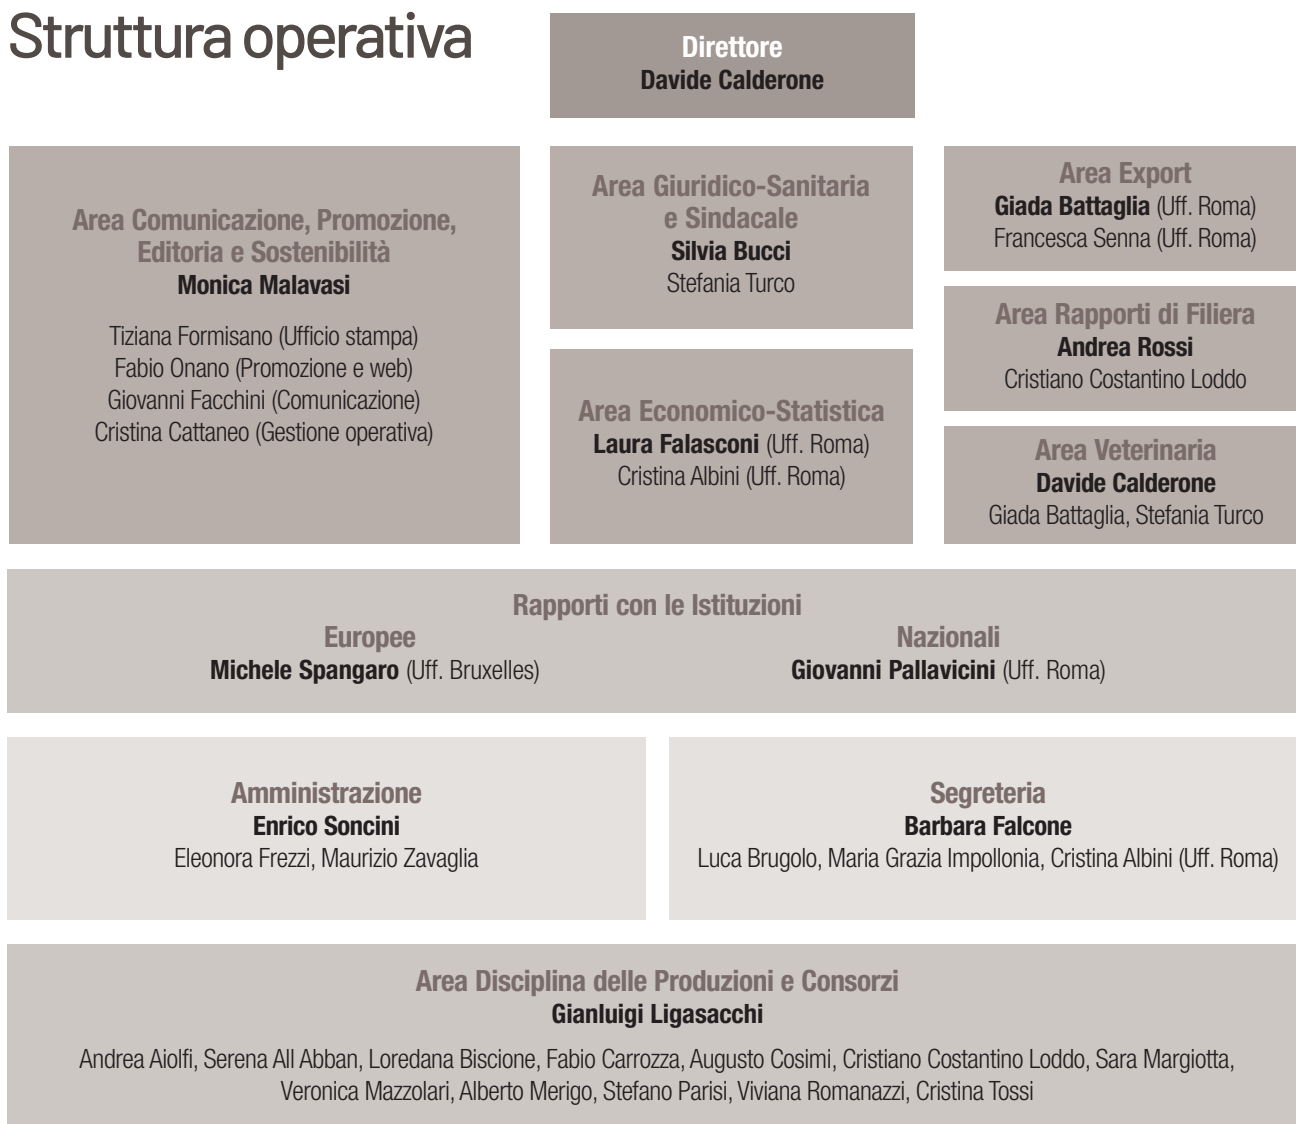 Struttura operativa
Direttore
Davide Calderone
Area Comunicazione, Promozione,
Editoria e Sostenibilità
Monica Malavasi
Tiziana Formisano (Ufficio stampa)
Fabio Onano (Promozione e web)
Giovanni Facchini (Comunicazione)
Cristina Cattaneo (Gestione operativa)
Area Giuridico-Sanitaria
e Sindacale
Silvia Bucci
Stefania Turco
Area Economico-Statistica
Laura Falasconi (Uff. Roma)
Cristina Albini (Uff. Roma)
Area Export
Giada Battaglia (Uff. Roma)
Francesca Senna (Uff. Roma)
Area Rapporti di Filiera
Andrea Rossi
Cristiano Costantino Loddo
Area Veterinaria
Davide Calderone
Giada Battaglia, Stefania Turco
Rapporti con le Istituzioni
Europee
Michele Spangaro (Uff. Bruxelles)
Nazionali
Giovanni Pallavicini (Uff. Roma)
Amministrazione
Enrico Soncini
Eleonora Frezzi, Maurizio Zavaglia
Segreteria
Barbara Falcone
Luca Brugolo, Maria Grazia Impollonia, Cristina Albini (Uff. Roma)
Area Disciplina delle Produzioni e Consorzi
Gianluigi Ligasacchi
Andrea Aiolfi, Serena All Abban, Loredana Biscione, Fabio Carrozza, Augusto Cosimi, Cristiano Costantino Loddo, Sara Margiotta,
Veronica Mazzolari, Alberto Merigo, Stefano Parisi, Viviana Romanazzi, Cristina Tossi